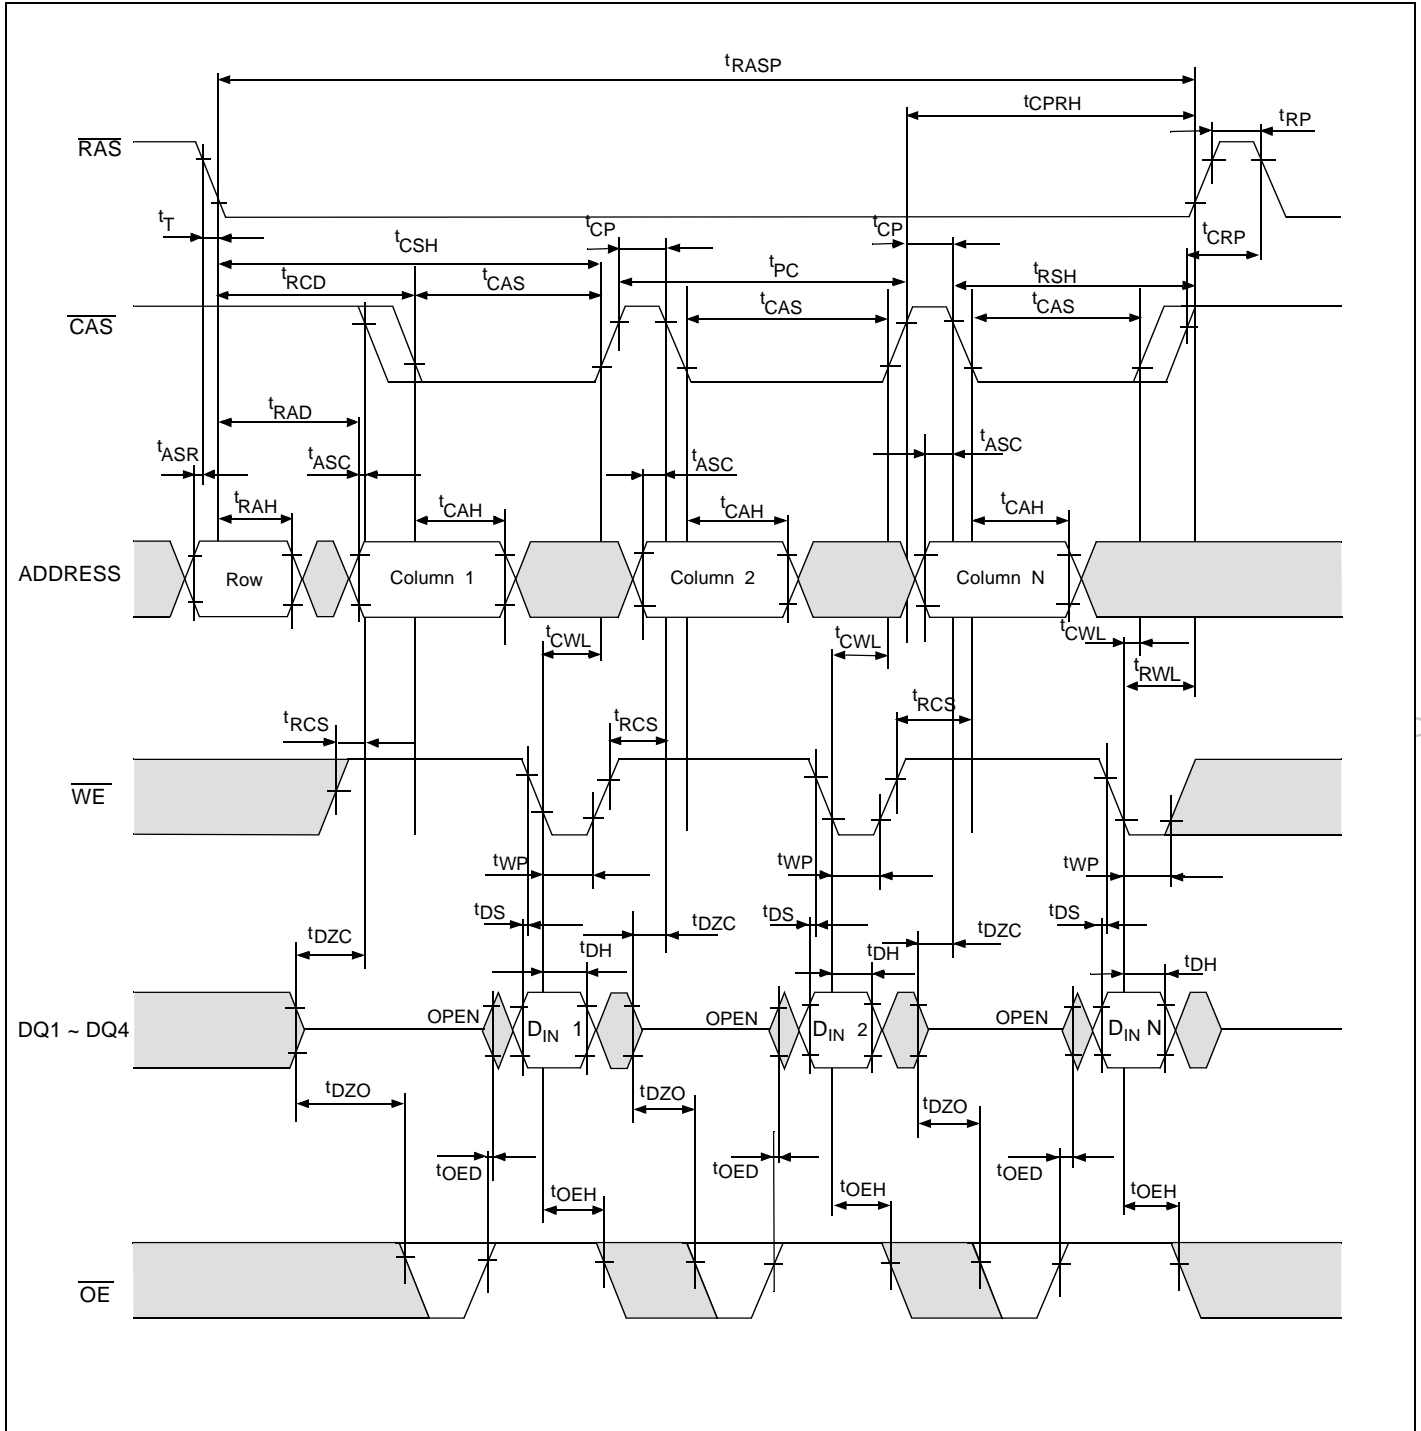 tRASP
tCPRH
tRP
RAS
tT
tCSH
tCP
tCP
tCRP
tRCD
tCAS
tPC
tRSH
CAS
tCAS
tCAS
tRAD
tASR
tASC
tASC
tASC
tRAH
tCAH
tCAH
tCAH
ADDRESS
Row
Column 1
Column 2
Column N
tCWL
tCWL
tCWL
tRWL
tRCS
tRCS
tRCS
WE
tWP
tWP
tWP
tDS
tDZC
tDS
tDZC
tDS
tDZC
tDH
tDH
tDH
DQ1 ~ DQ4
OPEN
DIN 1
OPEN
DIN 2
OPEN
DIN N
tDZO
tDZO
tDZO
tOED
tOED
tOED
tOEH
tOEH
tOEH
OE